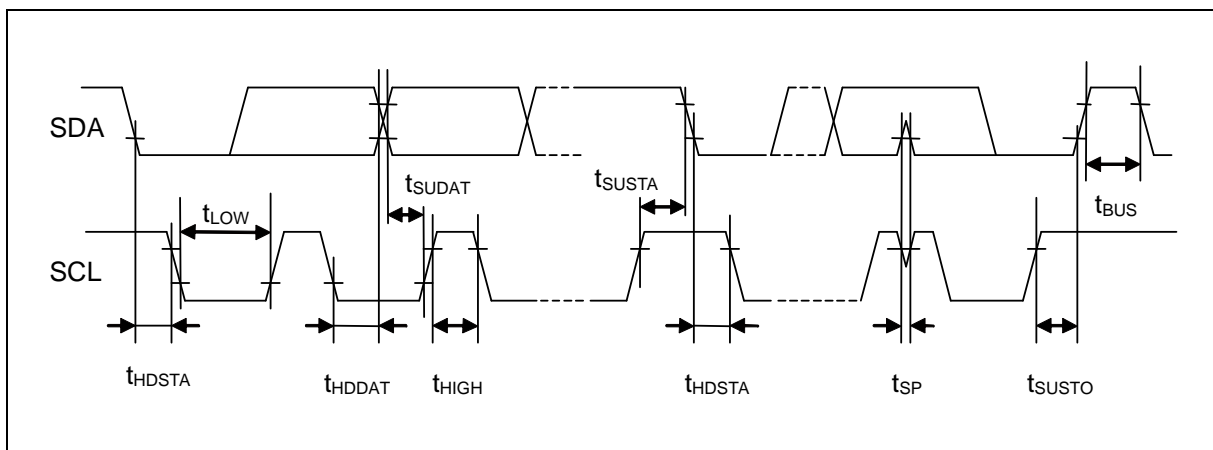 SDA
tSUDAT
tSUSTA
tLOW
tBUS
SCL
tHDSTA
tHDDAT
tHIGH
tHDSTA
tSP
tSUSTO